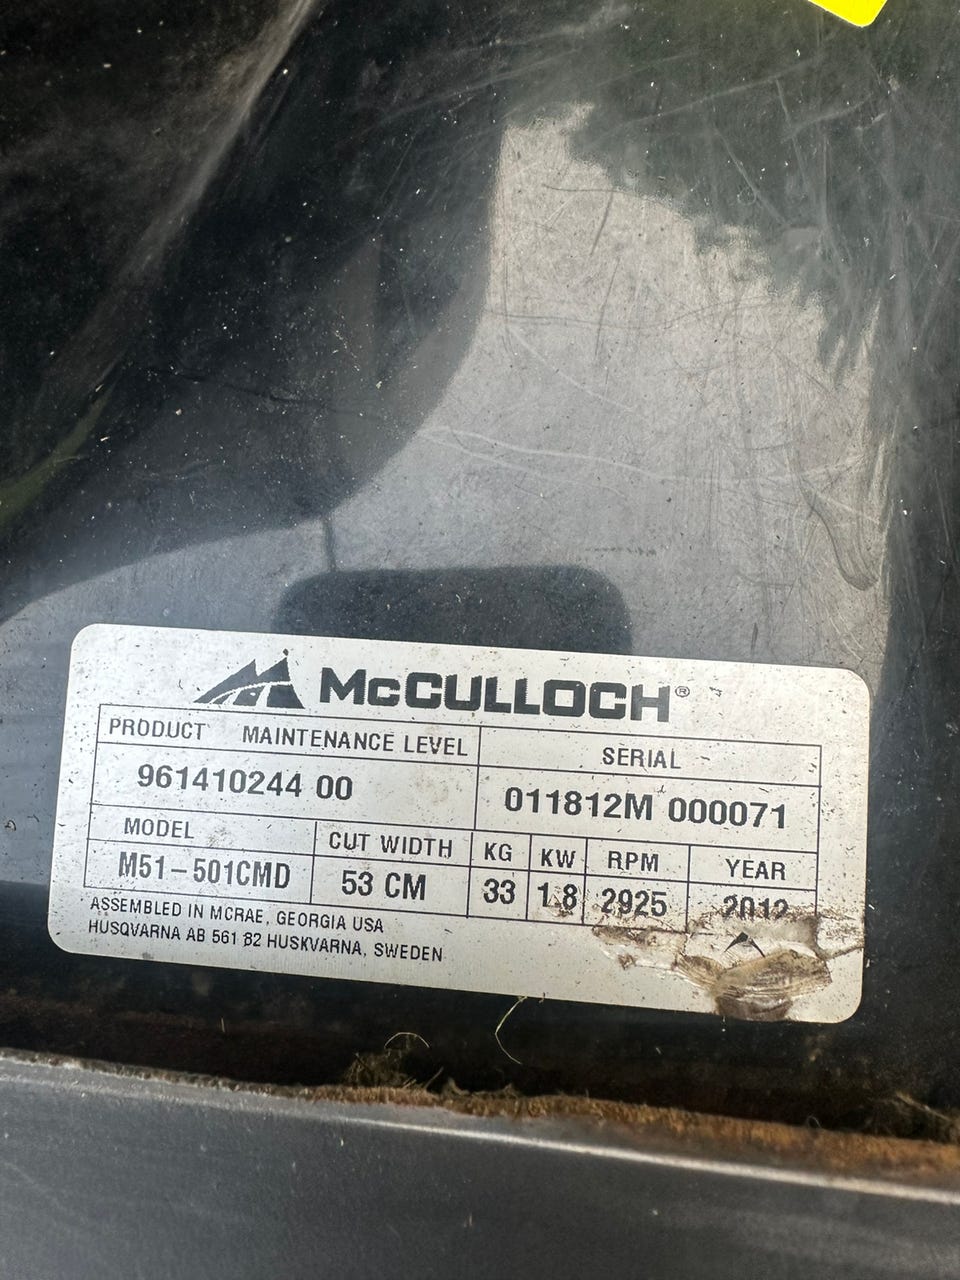 McCULLOCH®
PRODUCT MAINTENANCE LEVEL SERIAL
961410244 00 011812M 000071
MODEL CUT WIDTH KG KW RPM YEAR
M51-501CMD 53 CM 33 1.8 2925 2012
ASSEMBLED IN MCRAE, GEORGIA USA
HUSQVARNA AB 561 82 HUSKVARNA, SWEDEN